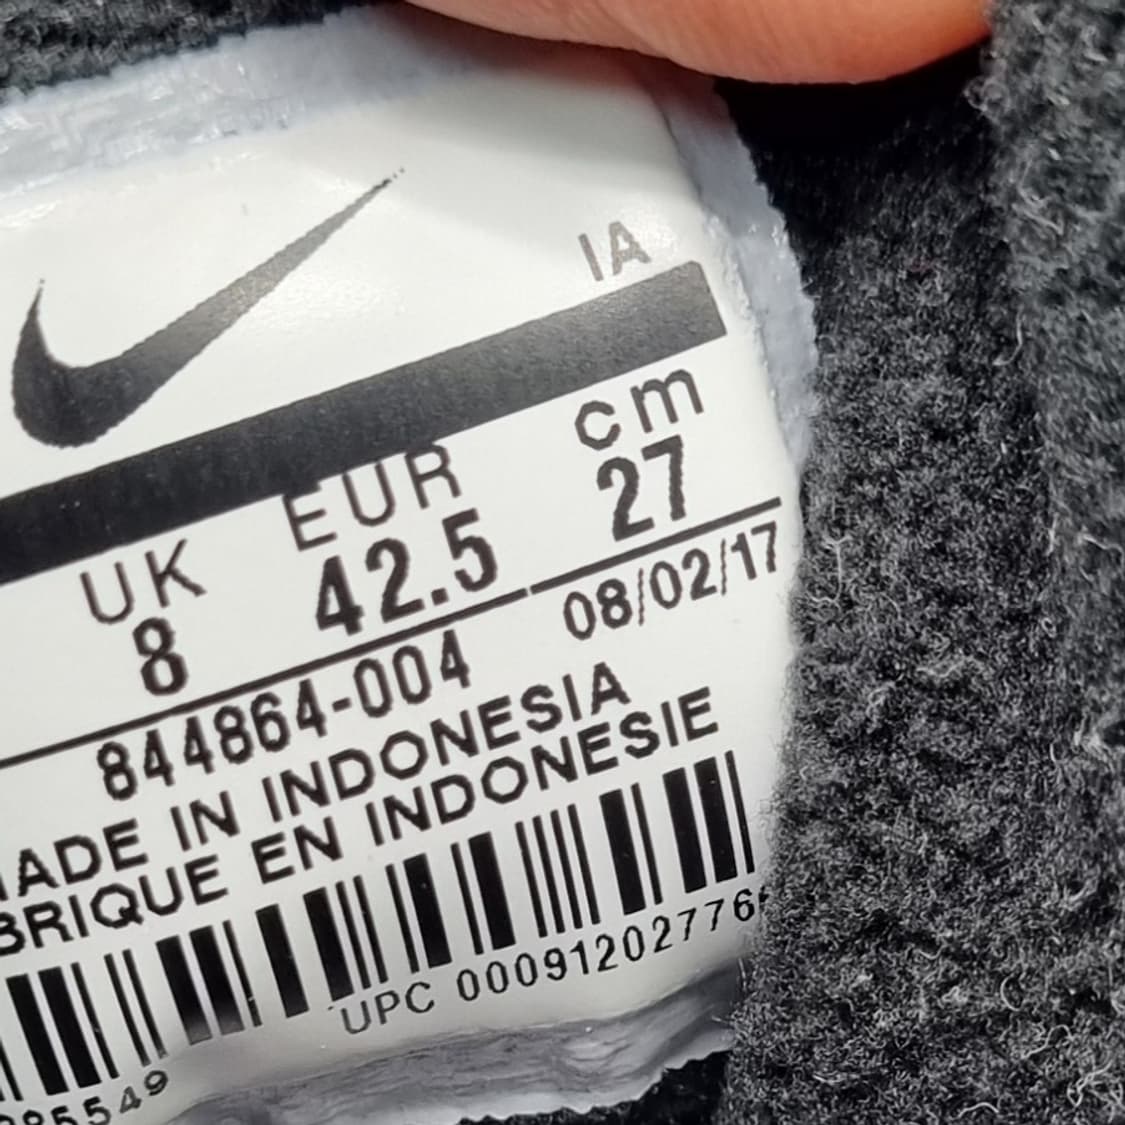 IA
UK EUR cm
8 42.5 27
844864-004 08/02/17
ADE IN INDONESIA
BRIQUE EN INDONESIE
UPC 00091202776
85549